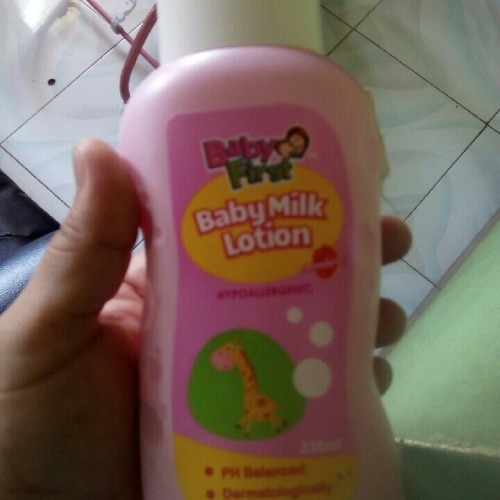 Baby
First
Baby Milk
Lotion
HYPOALLERGENIC
• PH Balanced
• Dermatologically